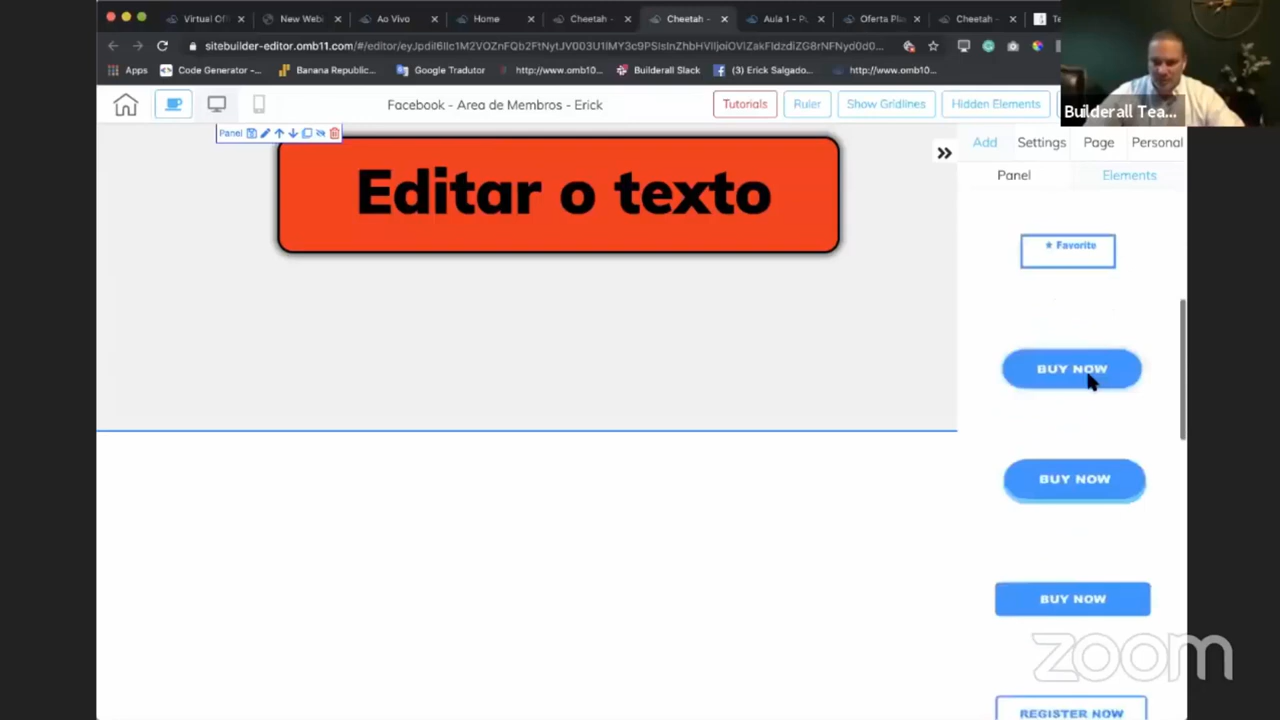 Virtual Off
New Webi
Ao Vivo
Home
Cheetah -
Cheetah -
Aula 1 - Pu
Oferta Pla
Cheetah -
sitebuilder-editor.omb11.com/#/editor/
Apps
Code Generator -...
Banana Republic...
Google Tradutor
http://www.omb10...
Builderall Slack
(3) Erick Salgado...
http://www.omb10...
Builderall Tea...
Facebook - Area de Membros - Erick
Tutorials
Ruler
Show Gridlines
Hidden Elements
Panel
Add
Settings
Page
Personal
Panel
Elements
Editar o texto
★ Favorite
BUY NOW
BUY NOW
BUY NOW
REGISTER NOW
zoom